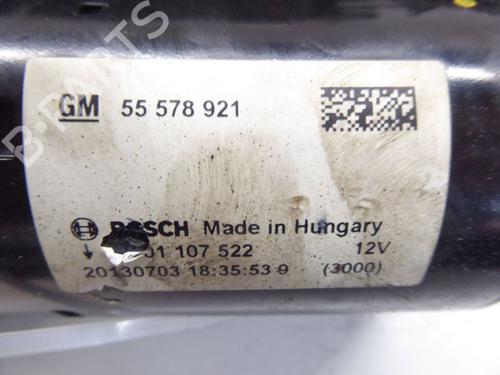 B-PARTS
GM 55 578 921
BOSCH Made in Hungary
01 107 522 12V
20130703 18:35:53 9 (3000)